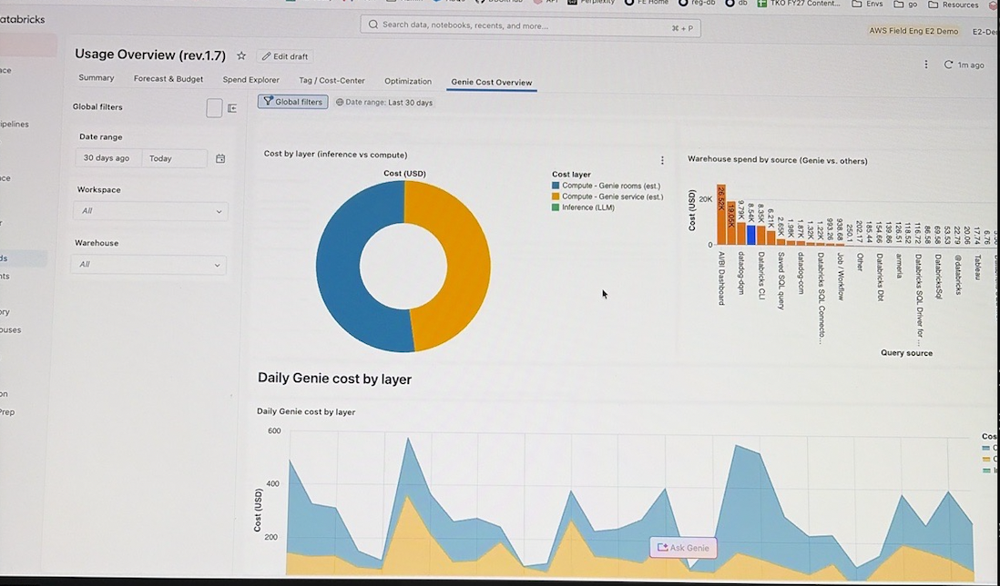 Perplexity
FE Home
reg-db
db
TKO FY27 Content...
Envs
go
Resources
atabricks
Search data, notebooks, recents, and more...
⌘ + P
AWS Field Eng E2 Demo
Usage Overview (rev.1.7)
Edit draft
1m ago
Summary
Forecast & Budget
Spend Explorer
Tag / Cost-Center
Optimization
Genie Cost Overview
ace
ipelines
nce
r
ds
nts
ory
ouses
on
Prep
Global filters
Date range
30 days ago
Today
Workspace
All
Warehouse
All
Global filters
Date range: Last 30 days
Cost by layer (inference vs compute)
Cost (USD)
Cost layer
Compute - Genie rooms (est.)
Compute - Genie service (est.)
Inference (LLM)
Warehouse spend by source (Genie vs. others)
Cost (USD)
20K
0
26.52K
19.05K
9.79K
8.54K
8.35K
6.21K
2.65K
1.98K
1.87K
1.32K
1.22K
993.26
938.68
250.1
202.17
185.44
154.66
139.86
126.51
118.52
116.72
86.58
69.58
53.53
22.79
20.06
17.74
6.76
AI/BI Dashboard
datadog-dqm
Databricks CLI
Saved SQL query
datadog-ccm
Databricks SQL Connecto...
Job / Workflow
Other
Databricks Dbt
armeria
Databricks SQL Driver for ...
DatabricksSql
@databricks
Tableau
Query source
Daily Genie cost by layer
Daily Genie cost by layer
Cost (USD)
600
400
200
Cos
Ask Genie